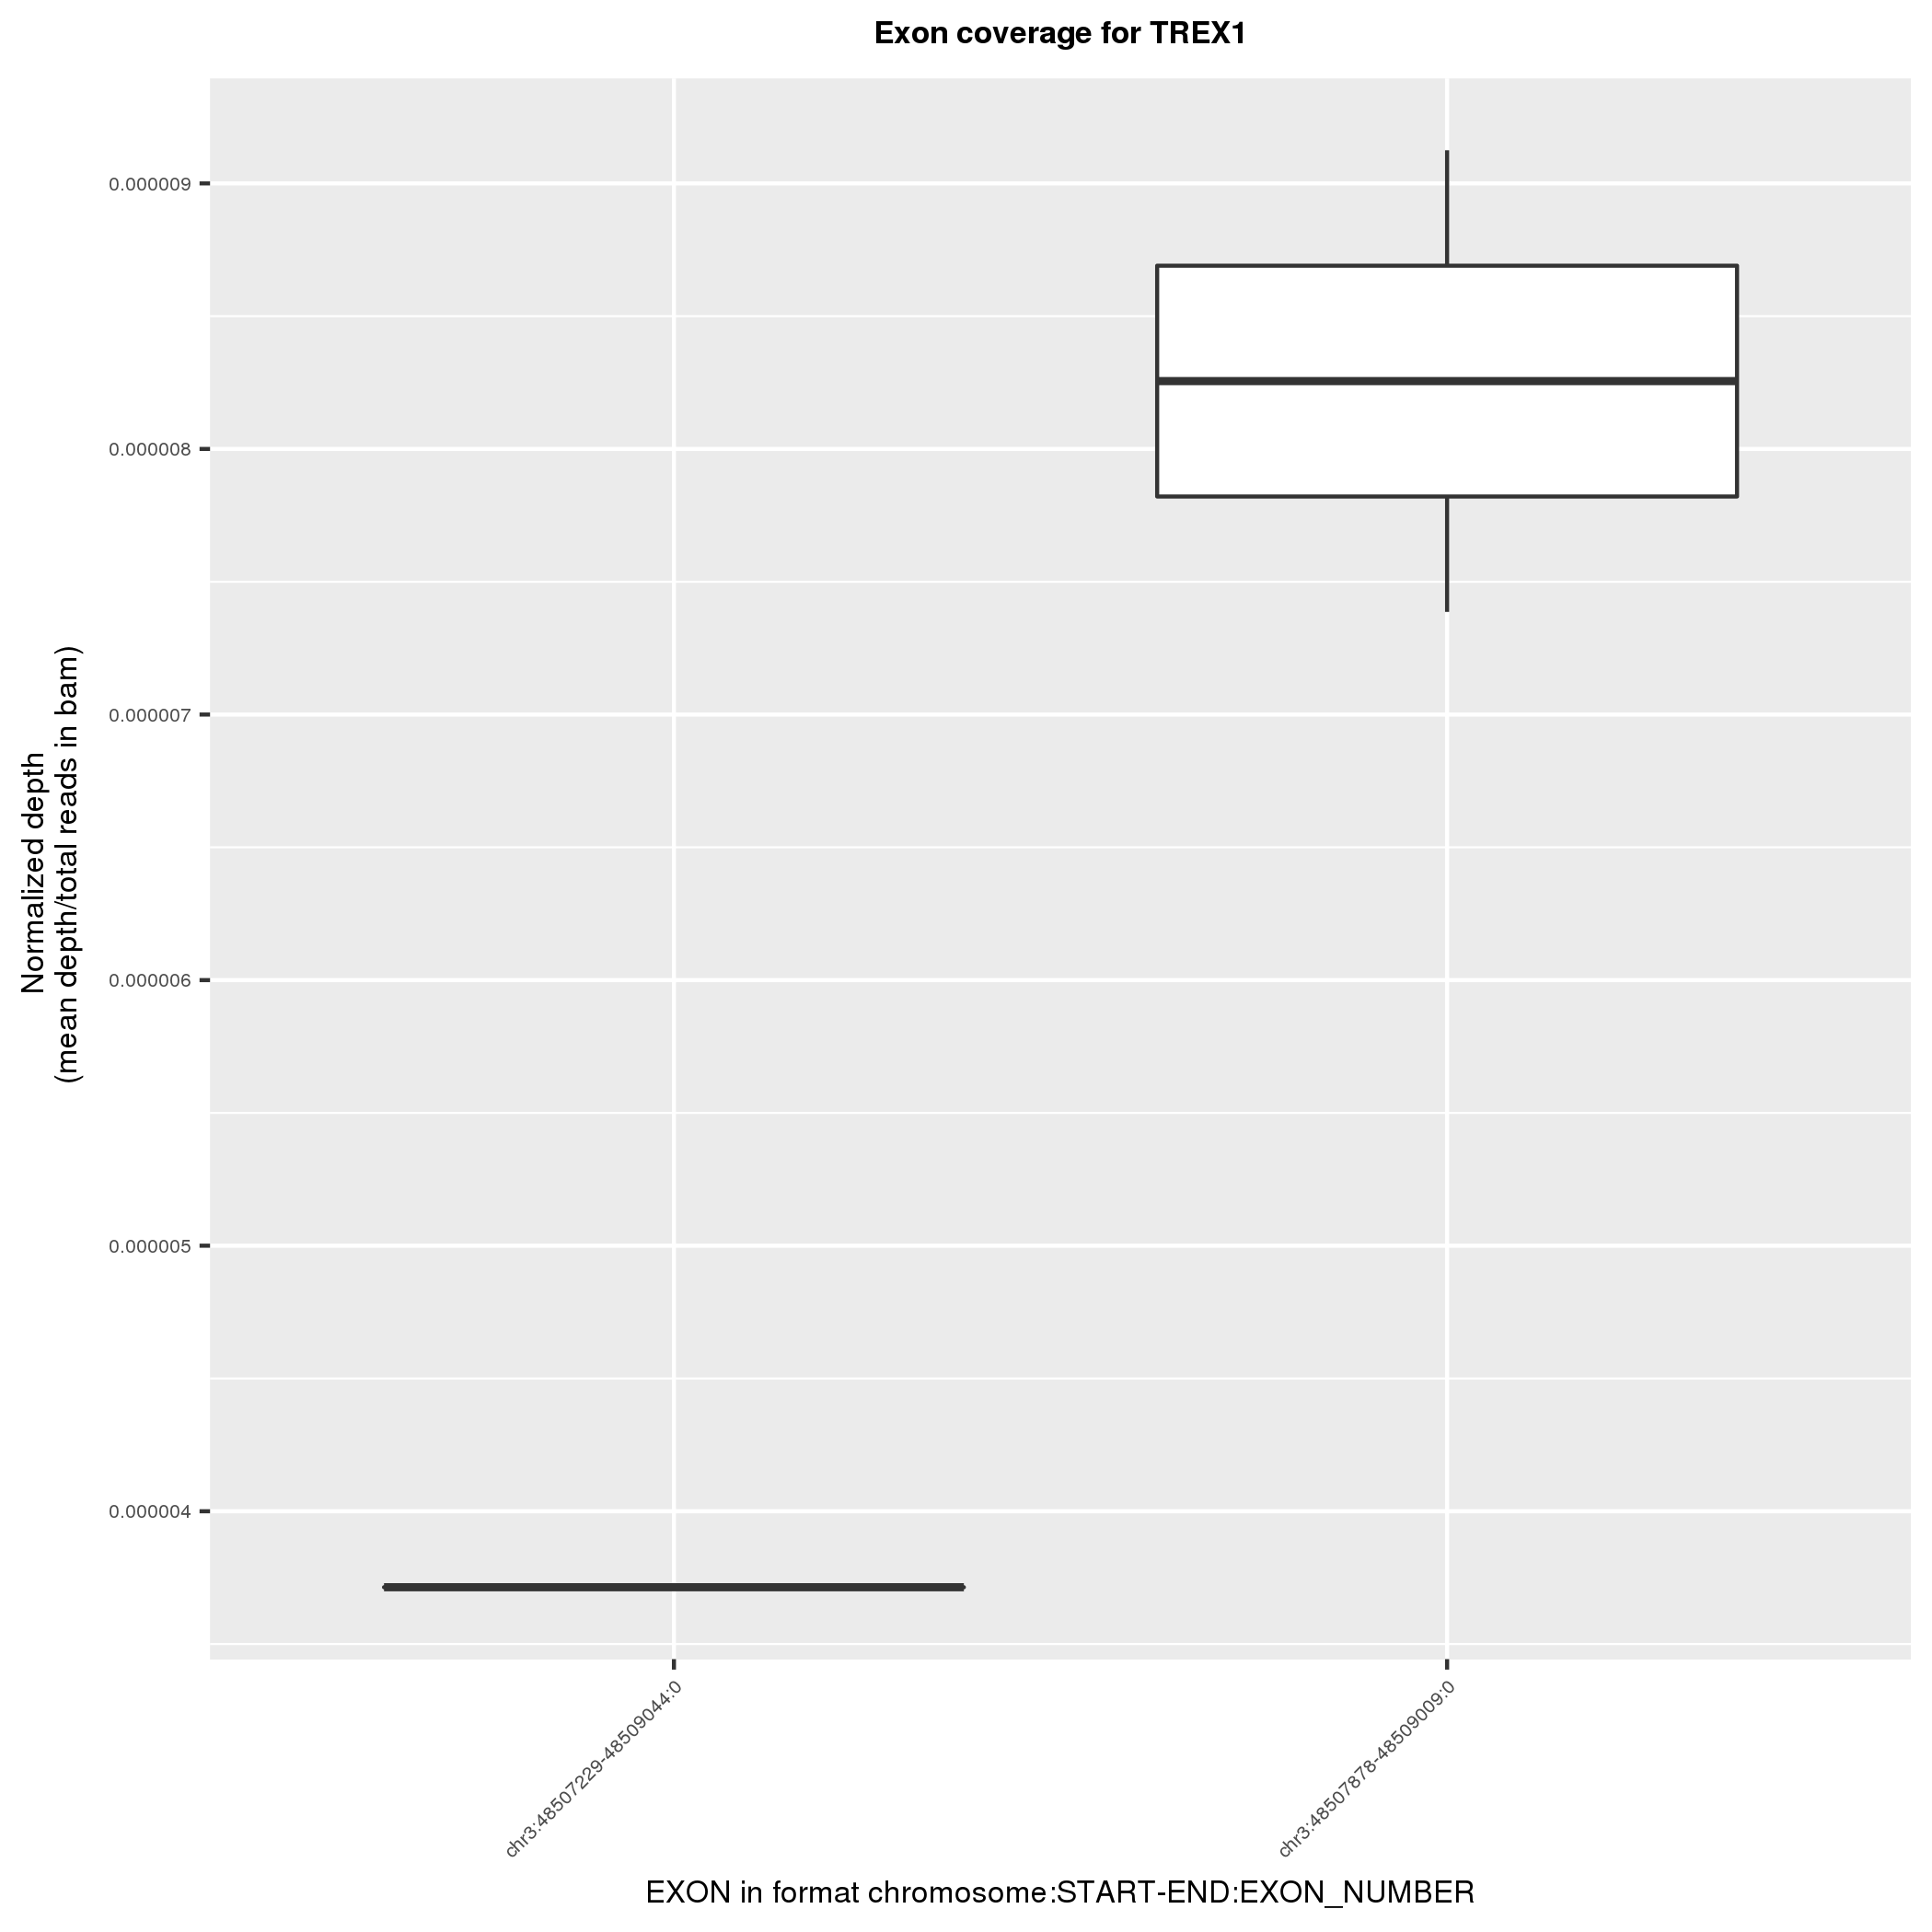 Exon coverage for TREX1
Normalized depth
(mean depth/total reads in bam)
0.000009
0.000008
0.000007
0.000006
0.000005
0.000004
chr3:48507229-48509044:0
chr3:48507878-48509009:0
EXON in format chromosome:START-END:EXON_NUMBER